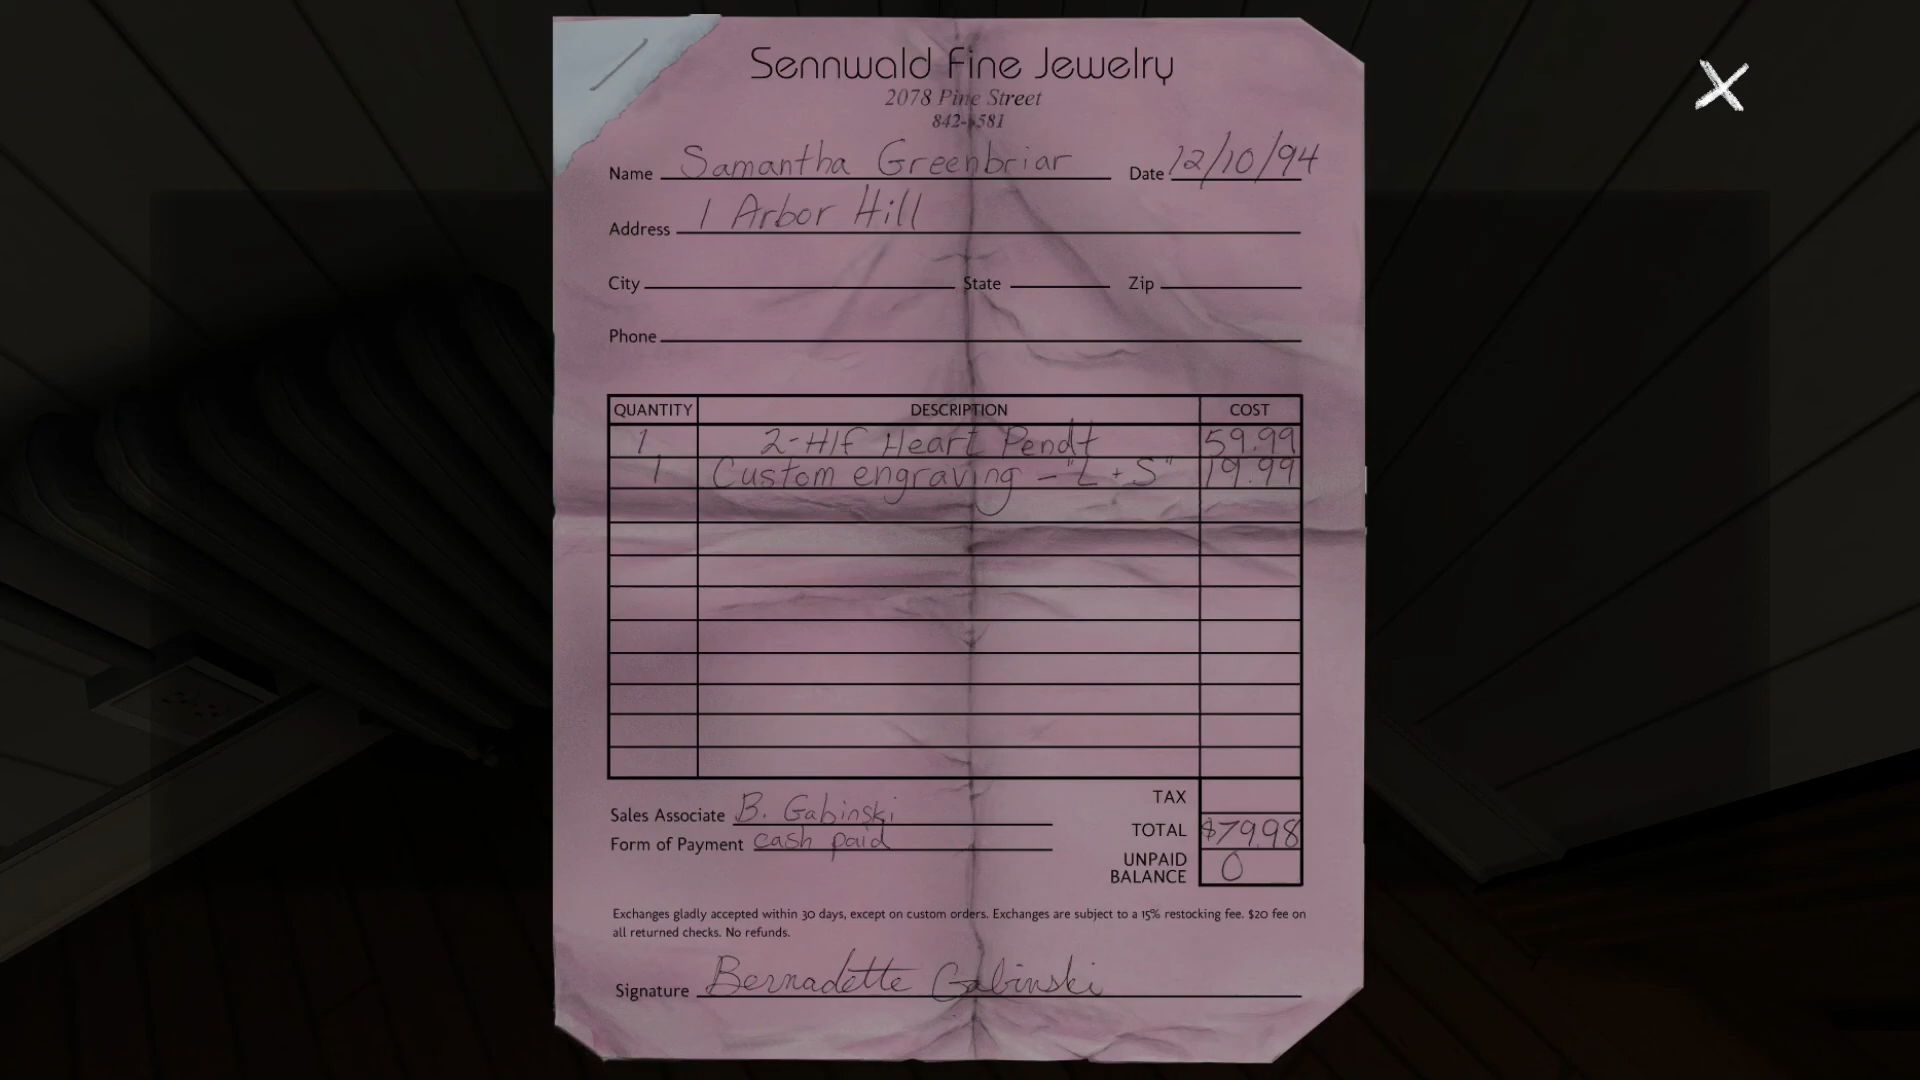 Sennwald Fine Jewelry
2078 Pine Street
842- 581
Name Samantha Greenbriar Date 12/10/94
Address 1 Arbor Hill
City State Zip
Phone
QUANTITY DESCRIPTION COST
1 2-Hlf Heart Pendt 59.99
1 Custom engraving - "L + S" 19.99
TAX
Sales Associate B. Gabinski
TOTAL $79.98
Form of Payment cash paid
UNPAID BALANCE 0
Exchanges gladly accepted within 30 days, except on custom orders. Exchanges are subject to a 15% restocking fee. $20 fee on
all returned checks. No refunds.
Signature Bernadette Gabinski